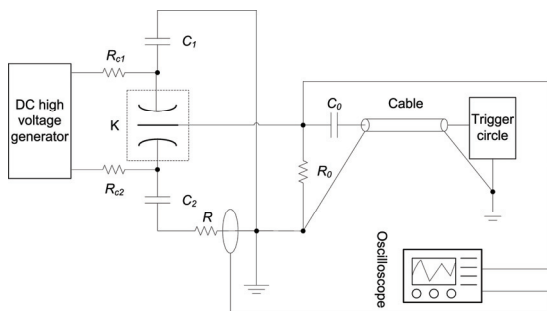 C1
Rc1
DC high
voltage
generator
K
C0
Cable
Trigger
circle
Rc2
C2
R0
R
Oscilloscope